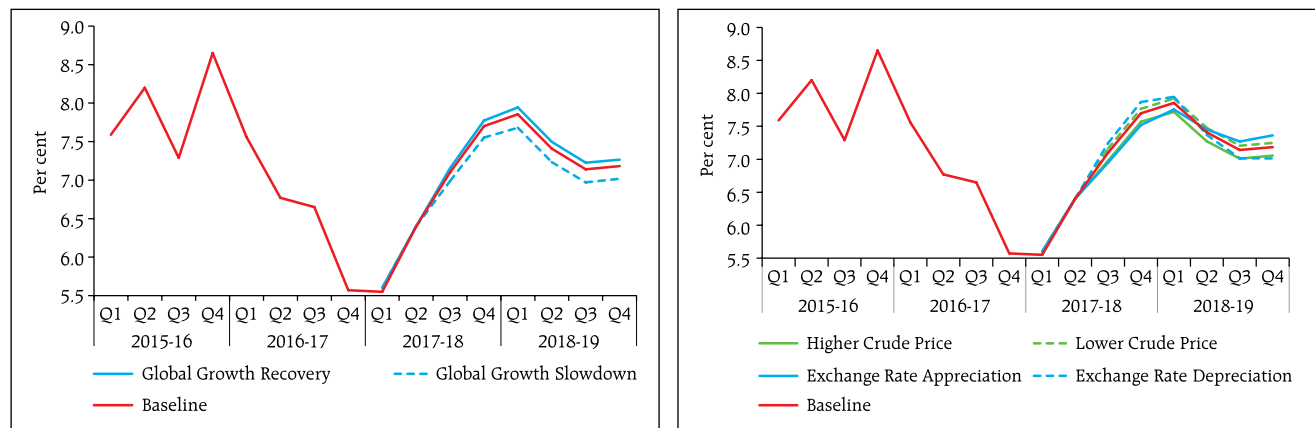 9.0
8.5
8.0
7.5
7.0
6.5
6.0
5.5
Per cent
Q1 Q2 Q3 Q4 Q1 Q2 Q3 Q4 Q1 Q2 Q3 Q4 Q1 Q2 Q3 Q4
2015-16 2016-17 2017-18 2018-19
Global Growth Recovery Global Growth Slowdown
Baseline
9.0
8.5
8.0
7.5
7.0
6.5
6.0
5.5
Per cent
Q1 Q2 Q3 Q4 Q1 Q2 Q3 Q4 Q1 Q2 Q3 Q4 Q1 Q2 Q3 Q4
2015-16 2016-17 2017-18 2018-19
Higher Crude Price Lower Crude Price
Exchange Rate Appreciation Exchange Rate Depreciation
Baseline